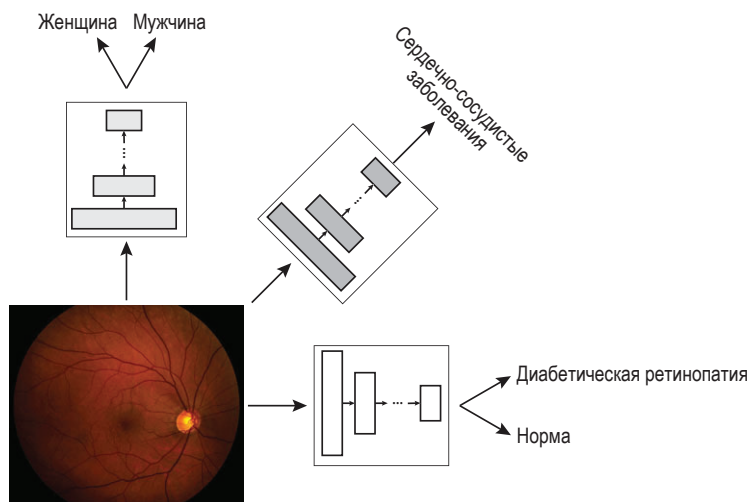 Женщина Мужчина
Сердечно-сосудистые
заболевания
Диабетическая ретинопатия
Норма